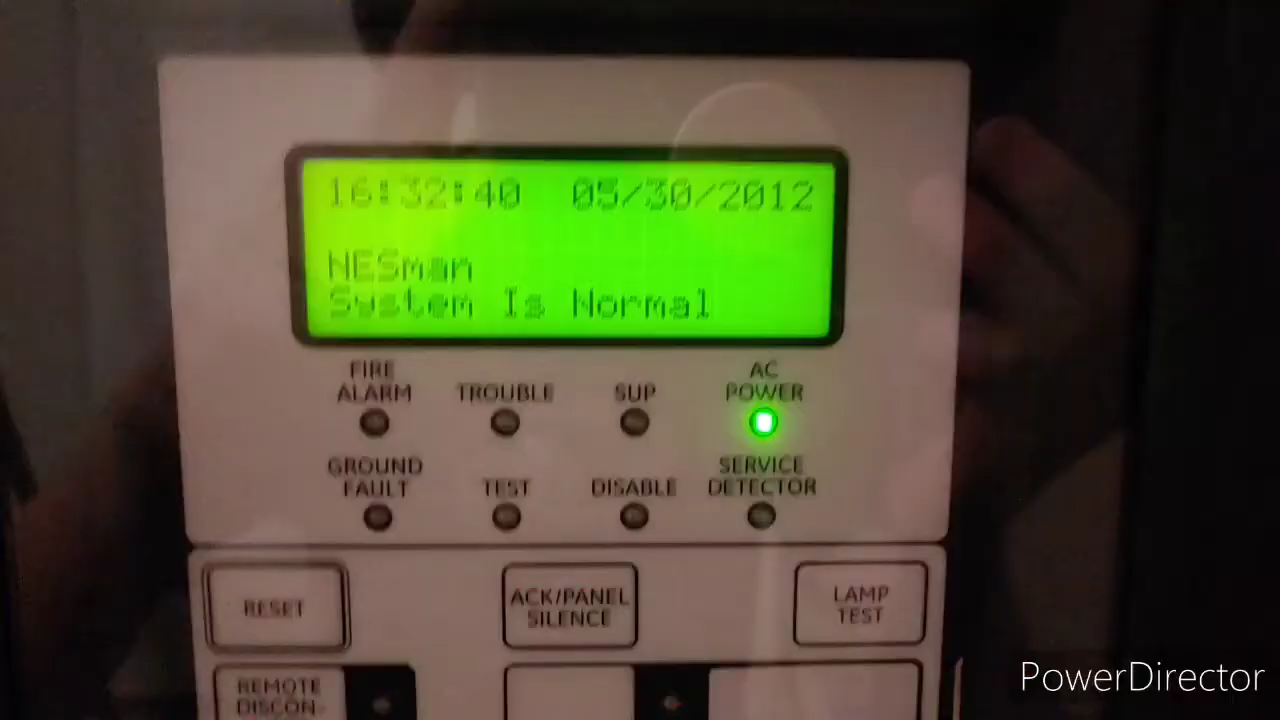 16:32:40 05/30/2012
NESman
System Is Normal
FIRE ALARM
TROUBLE
SUP
AC POWER
GROUND FAULT
TEST
DISABLE
SERVICE DETECTOR
RESET
ACK/PANEL SILENCE
LAMP TEST
REMOTE DISCON-
PowerDirector